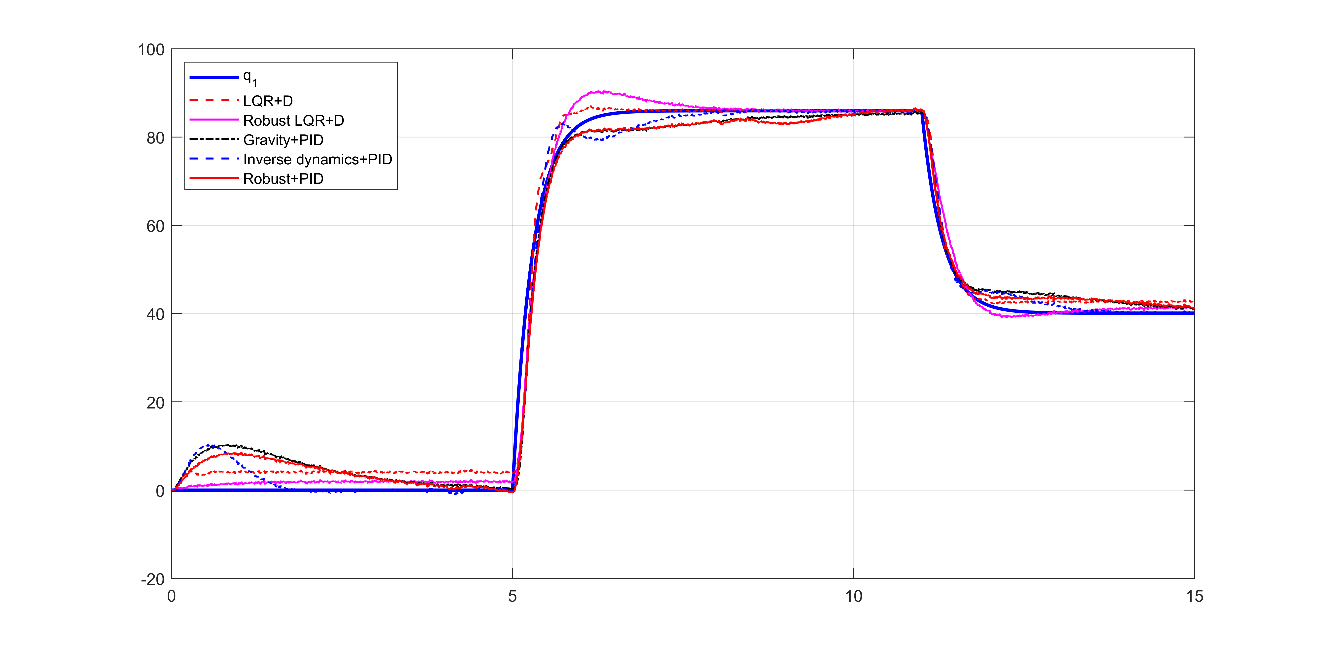 100
80
60
40
20
0
-20
0 5 10 15
q1
LQR+D
Robust LQR+D
Gravity+PID
Inverse dynamics+PID
Robust+PID